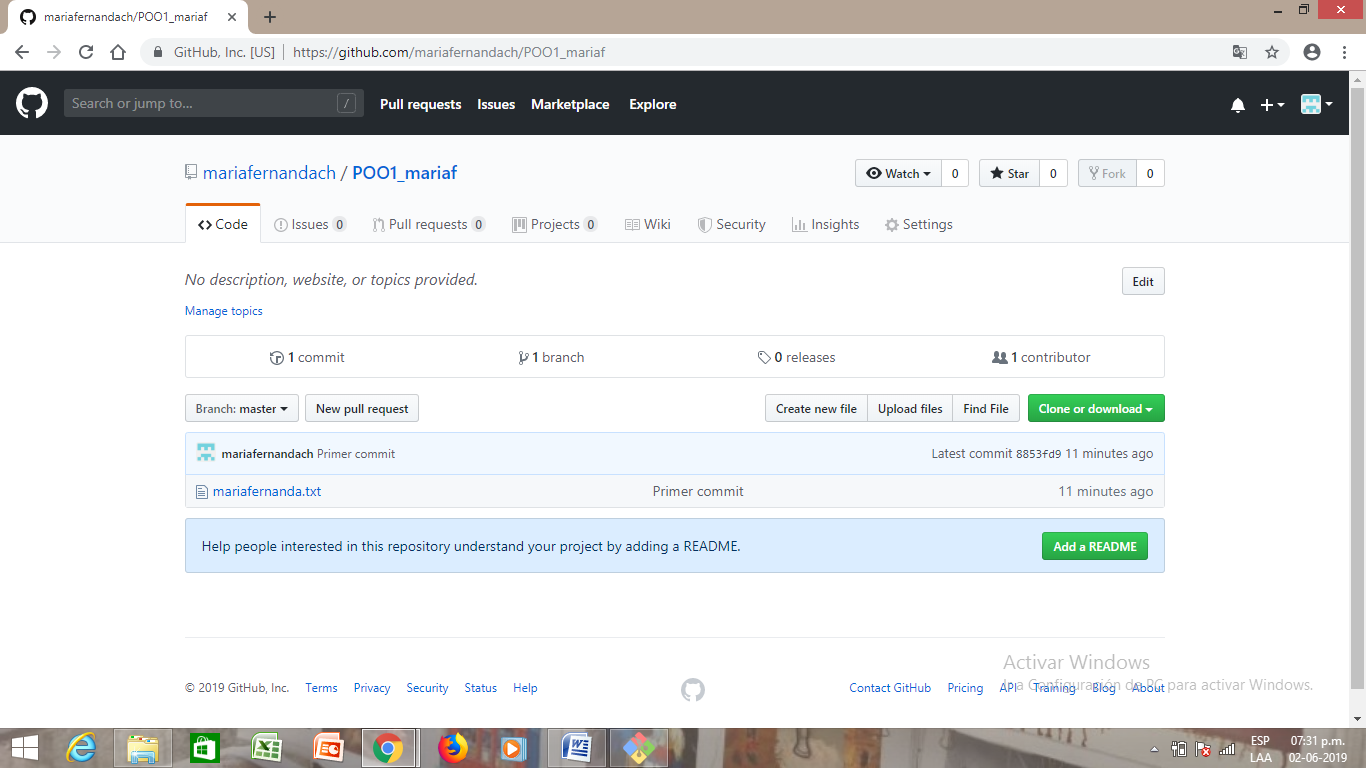 mariafernandach/POO1_mariaf
GitHub, Inc. [US] https://github.com/mariafernandach/POO1_mariaf
Search or jump to... / Pull requests Issues Marketplace Explore
mariafernandach / POO1_mariaf Watch 0 Star 0 Fork 0
Code Issues 0 Pull requests 0 Projects 0 Wiki Security Insights Settings
No description, website, or topics provided. Edit
Manage topics
1 commit 1 branch 0 releases 1 contributor
Branch: master New pull request Create new file Upload files Find File Clone or download
mariafernandach Primer commit Latest commit 8853fd9 11 minutes ago
mariafernanda.txt Primer commit 11 minutes ago
Help people interested in this repository understand your project by adding a README. Add a README
Activar Windows
Ir a Configuración de PC para activar Windows.
© 2019 GitHub, Inc. Terms Privacy Security Status Help Contact GitHub Pricing API Training Blog About
ESP 07:31 p.m.
LAA 02-06-2019